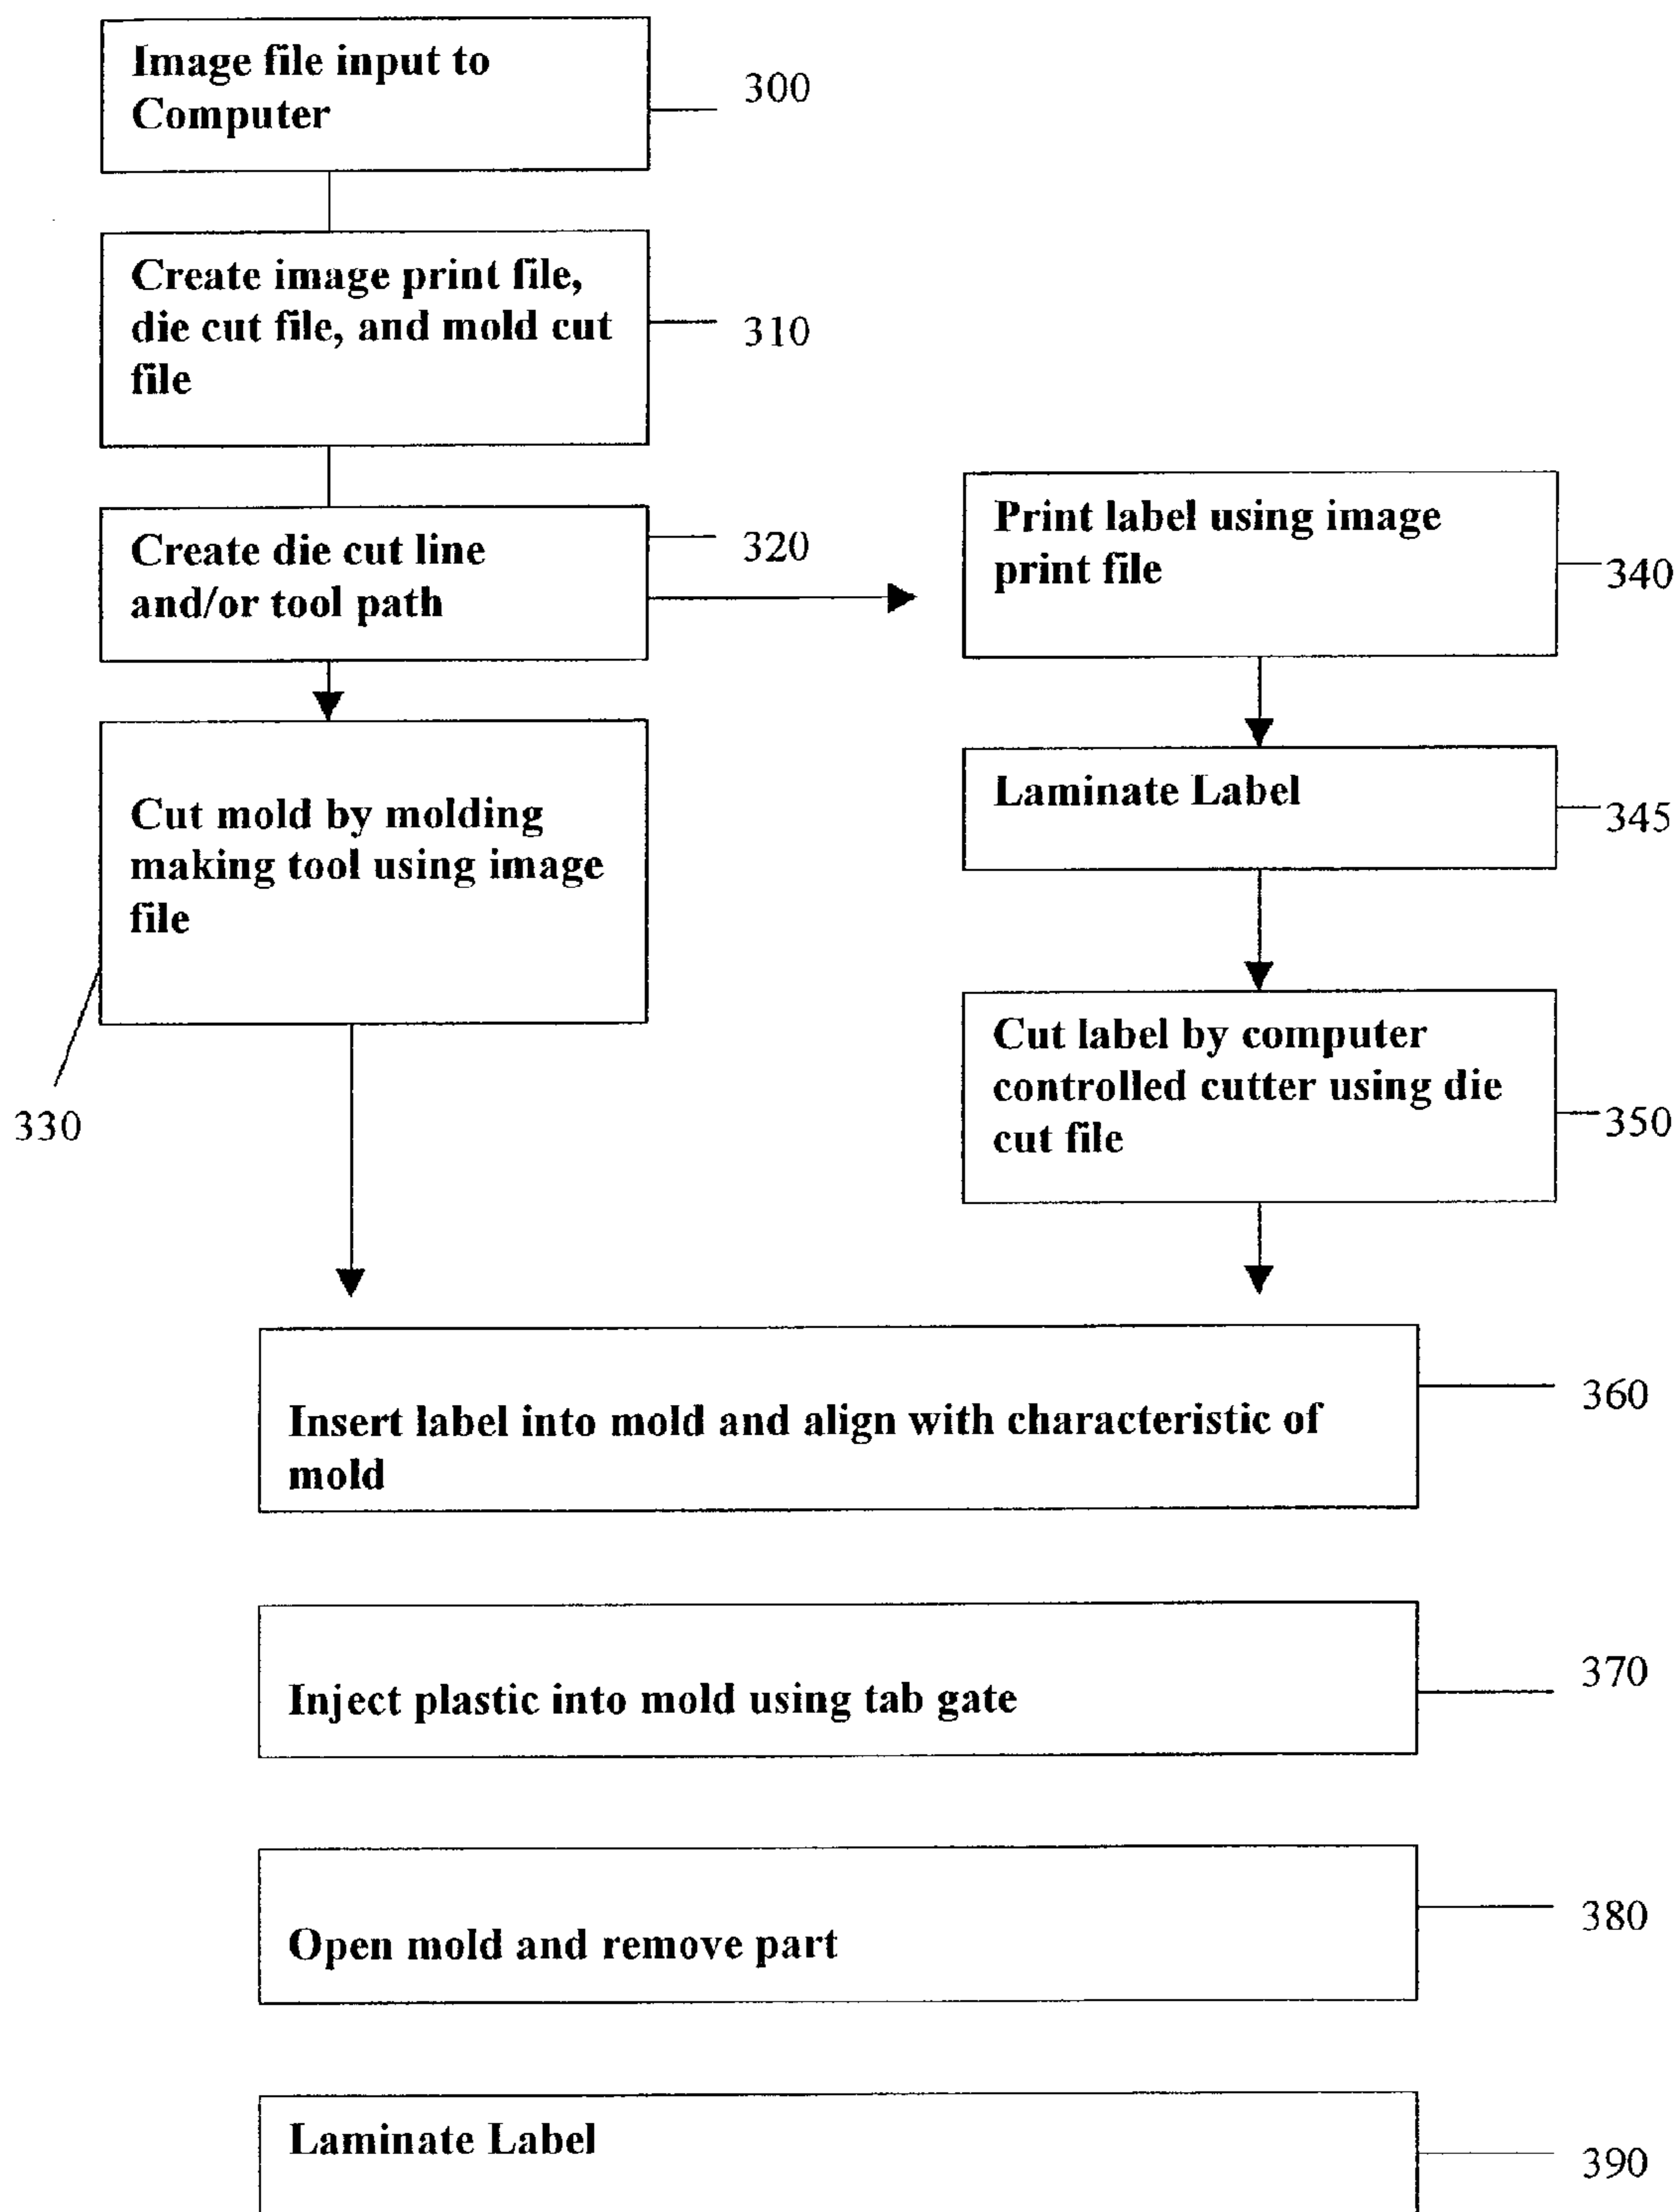 Image file input to
Computer
300
Create image print file,
die cut file, and mold cut
file
310
Create die cut line
and/or tool path
320
Print label using image
print file
340
Laminate Label
345
Cut mold by molding
making tool using image
file
330
Cut label by computer
controlled cutter using die
cut file
350
Insert label into mold and align with characteristic of
mold
360
Inject plastic into mold using tab gate
370
Open mold and remove part
380
Laminate Label
390